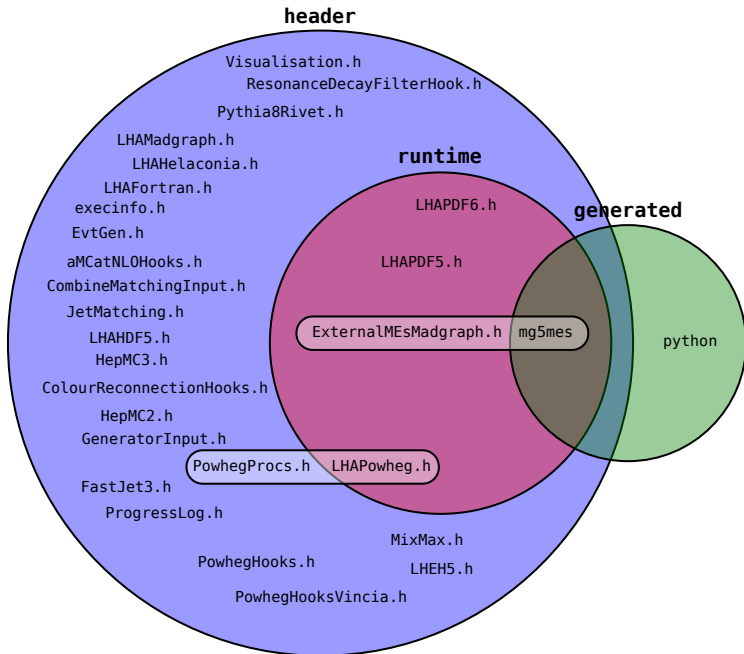 header
Visualisation.h
ResonanceDecayFilterHook.h
Pythia8Rivet.h
LHAMadgraph.h
runtime
LHAHelaconia.h
LHAFortran.h
execinfo.h
LHAPDF6.h
generated
EvtGen.h
aMCatNLOHooks.h
LHAPDF5.h
CombineMatchingInput.h
JetMatching.h
ExternalMEsMadgraph.h mg5mes
LHAHDF5.h
python
HepMC3.h
ColourReconnectionHooks.h
HepMC2.h
GeneratorInput.h
PowhegProcs.h LHAPowheg.h
FastJet3.h
ProgressLog.h
MixMax.h
PowhegHooks.h
LHEH5.h
PowhegHooksVincia.h